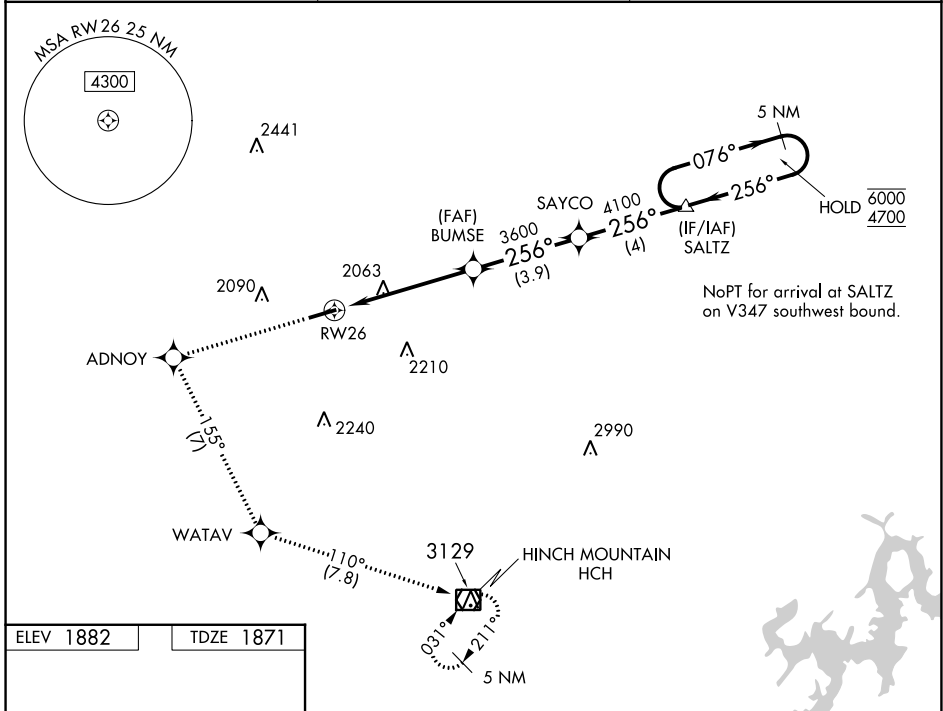 MSA RW26 25 NM
4300
2441
5 NM
076°
256°
HOLD 6000
4700
SAYCO
4100
256°
(4)
(IF/IAF)
SALTZ
(FAF)
BUMSE
3600
256°
(3.9)
NoPT for arrival at SALTZ
on V347 southwest bound.
2090
2063
RW26
ADNOY
2210
2240
2990
155°
(7)
WATAV
110°
(7.8)
3129
HINCH MOUNTAIN
HCH
031°
211°
5 NM
ELEV 1882
TDZE 1871